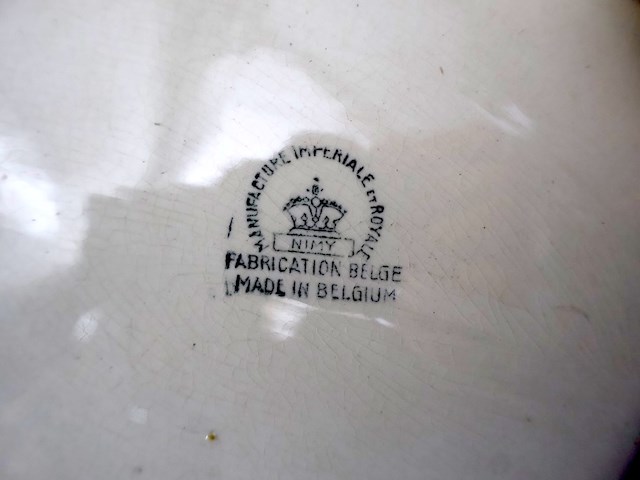 MANUFACTURE IMPERIALE ET ROYALE
NIMY
FABRICATION BELGE
MADE IN BELGIUM